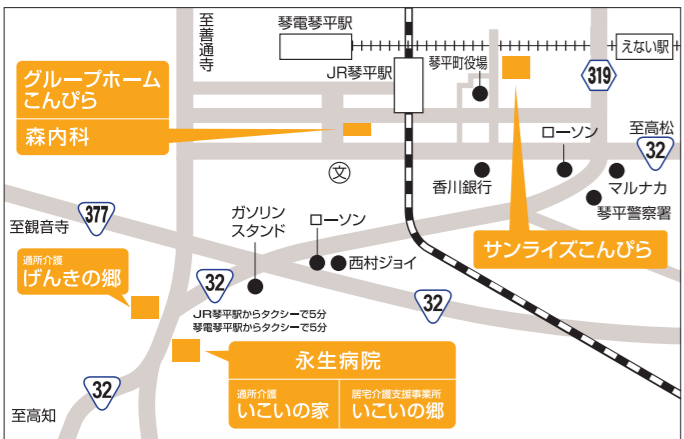 至善通寺
琴電琴平駅
えない駅
JR琴平駅
琴平町役場
319
グループホーム
こんぴら
森内科
ローソン
至高松
32
文
香川銀行
マルナカ
琴平警察署
377
至観音寺
ガソリン
スタンド
ローソン
西村ジョイ
サンライズこんぴら
通所介護
げんきの郷
32
32
JR琴平駅からタクシーで5分
琴電琴平駅からタクシーで5分
永生病院
通所介護
いこいの家
居宅介護支援事業所
いこいの郷
32
至高知